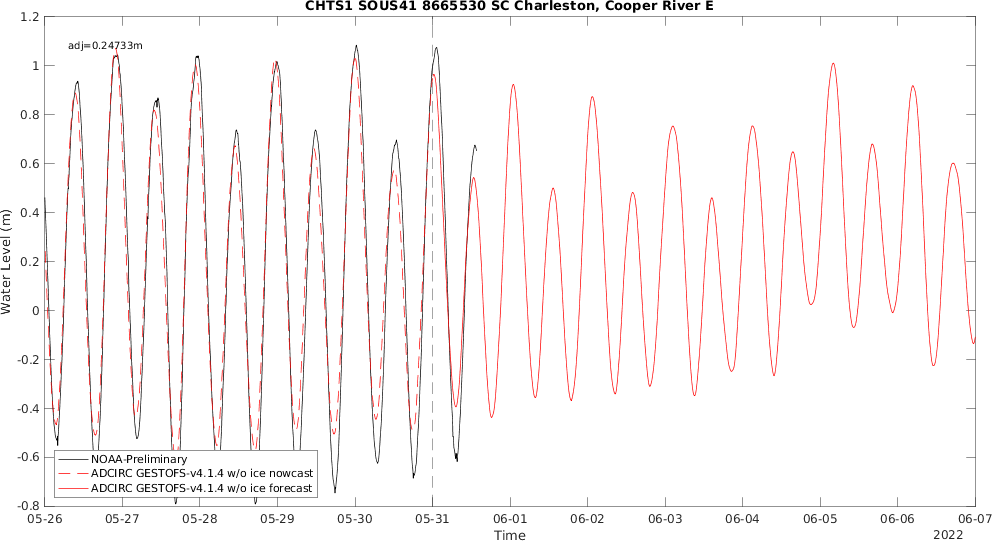 CHTS1 SOUS41 8665530 SC Charleston, Cooper River E
adj=0.24733m
1.2
1
0.8
0.6
0.4
0.2
0
-0.2
-0.4
-0.6
-0.8
Water Level (m)
NOAA-Preliminary
ADCIRC GESTOFS-v4.1.4 w/o ice nowcast
ADCIRC GESTOFS-v4.1.4 w/o ice forecast
05-26 05-27 05-28 05-29 05-30 05-31 06-01 06-02 06-03 06-04 06-05 06-06 06-07
Time
2022